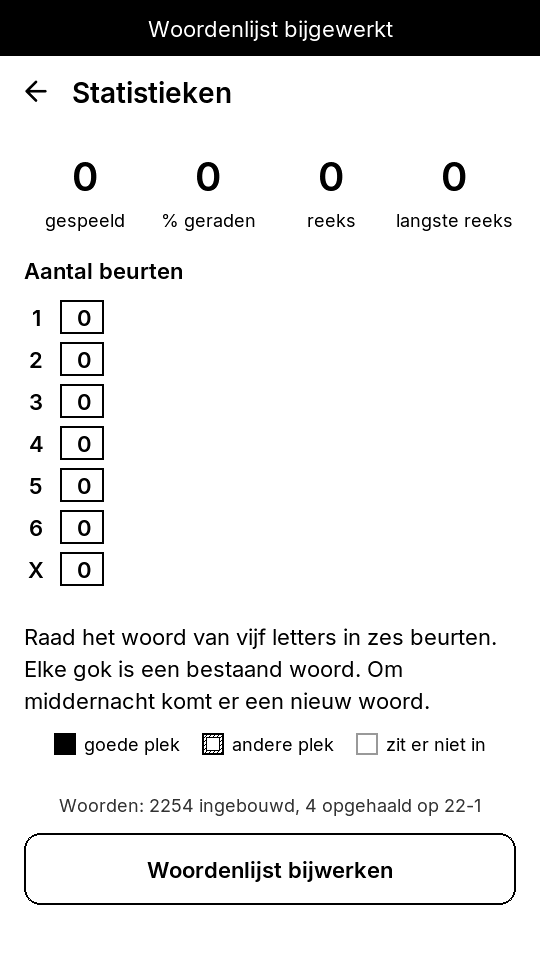 Woordenlijst bijgewerkt
Statistieken
0 0 0 0
gespeeld % geraden reeks langste reeks
Aantal beurten
1 0
2 0
3 0
4 0
5 0
6 0
X 0
Raad het woord van vijf letters in zes beurten.
Elke gok is een bestaand woord. Om
middernacht komt er een nieuw woord.
goede plek andere plek zit er niet in
Woorden: 2254 ingebouwd, 4 opgehaald op 22-1
Woordenlijst bijwerken